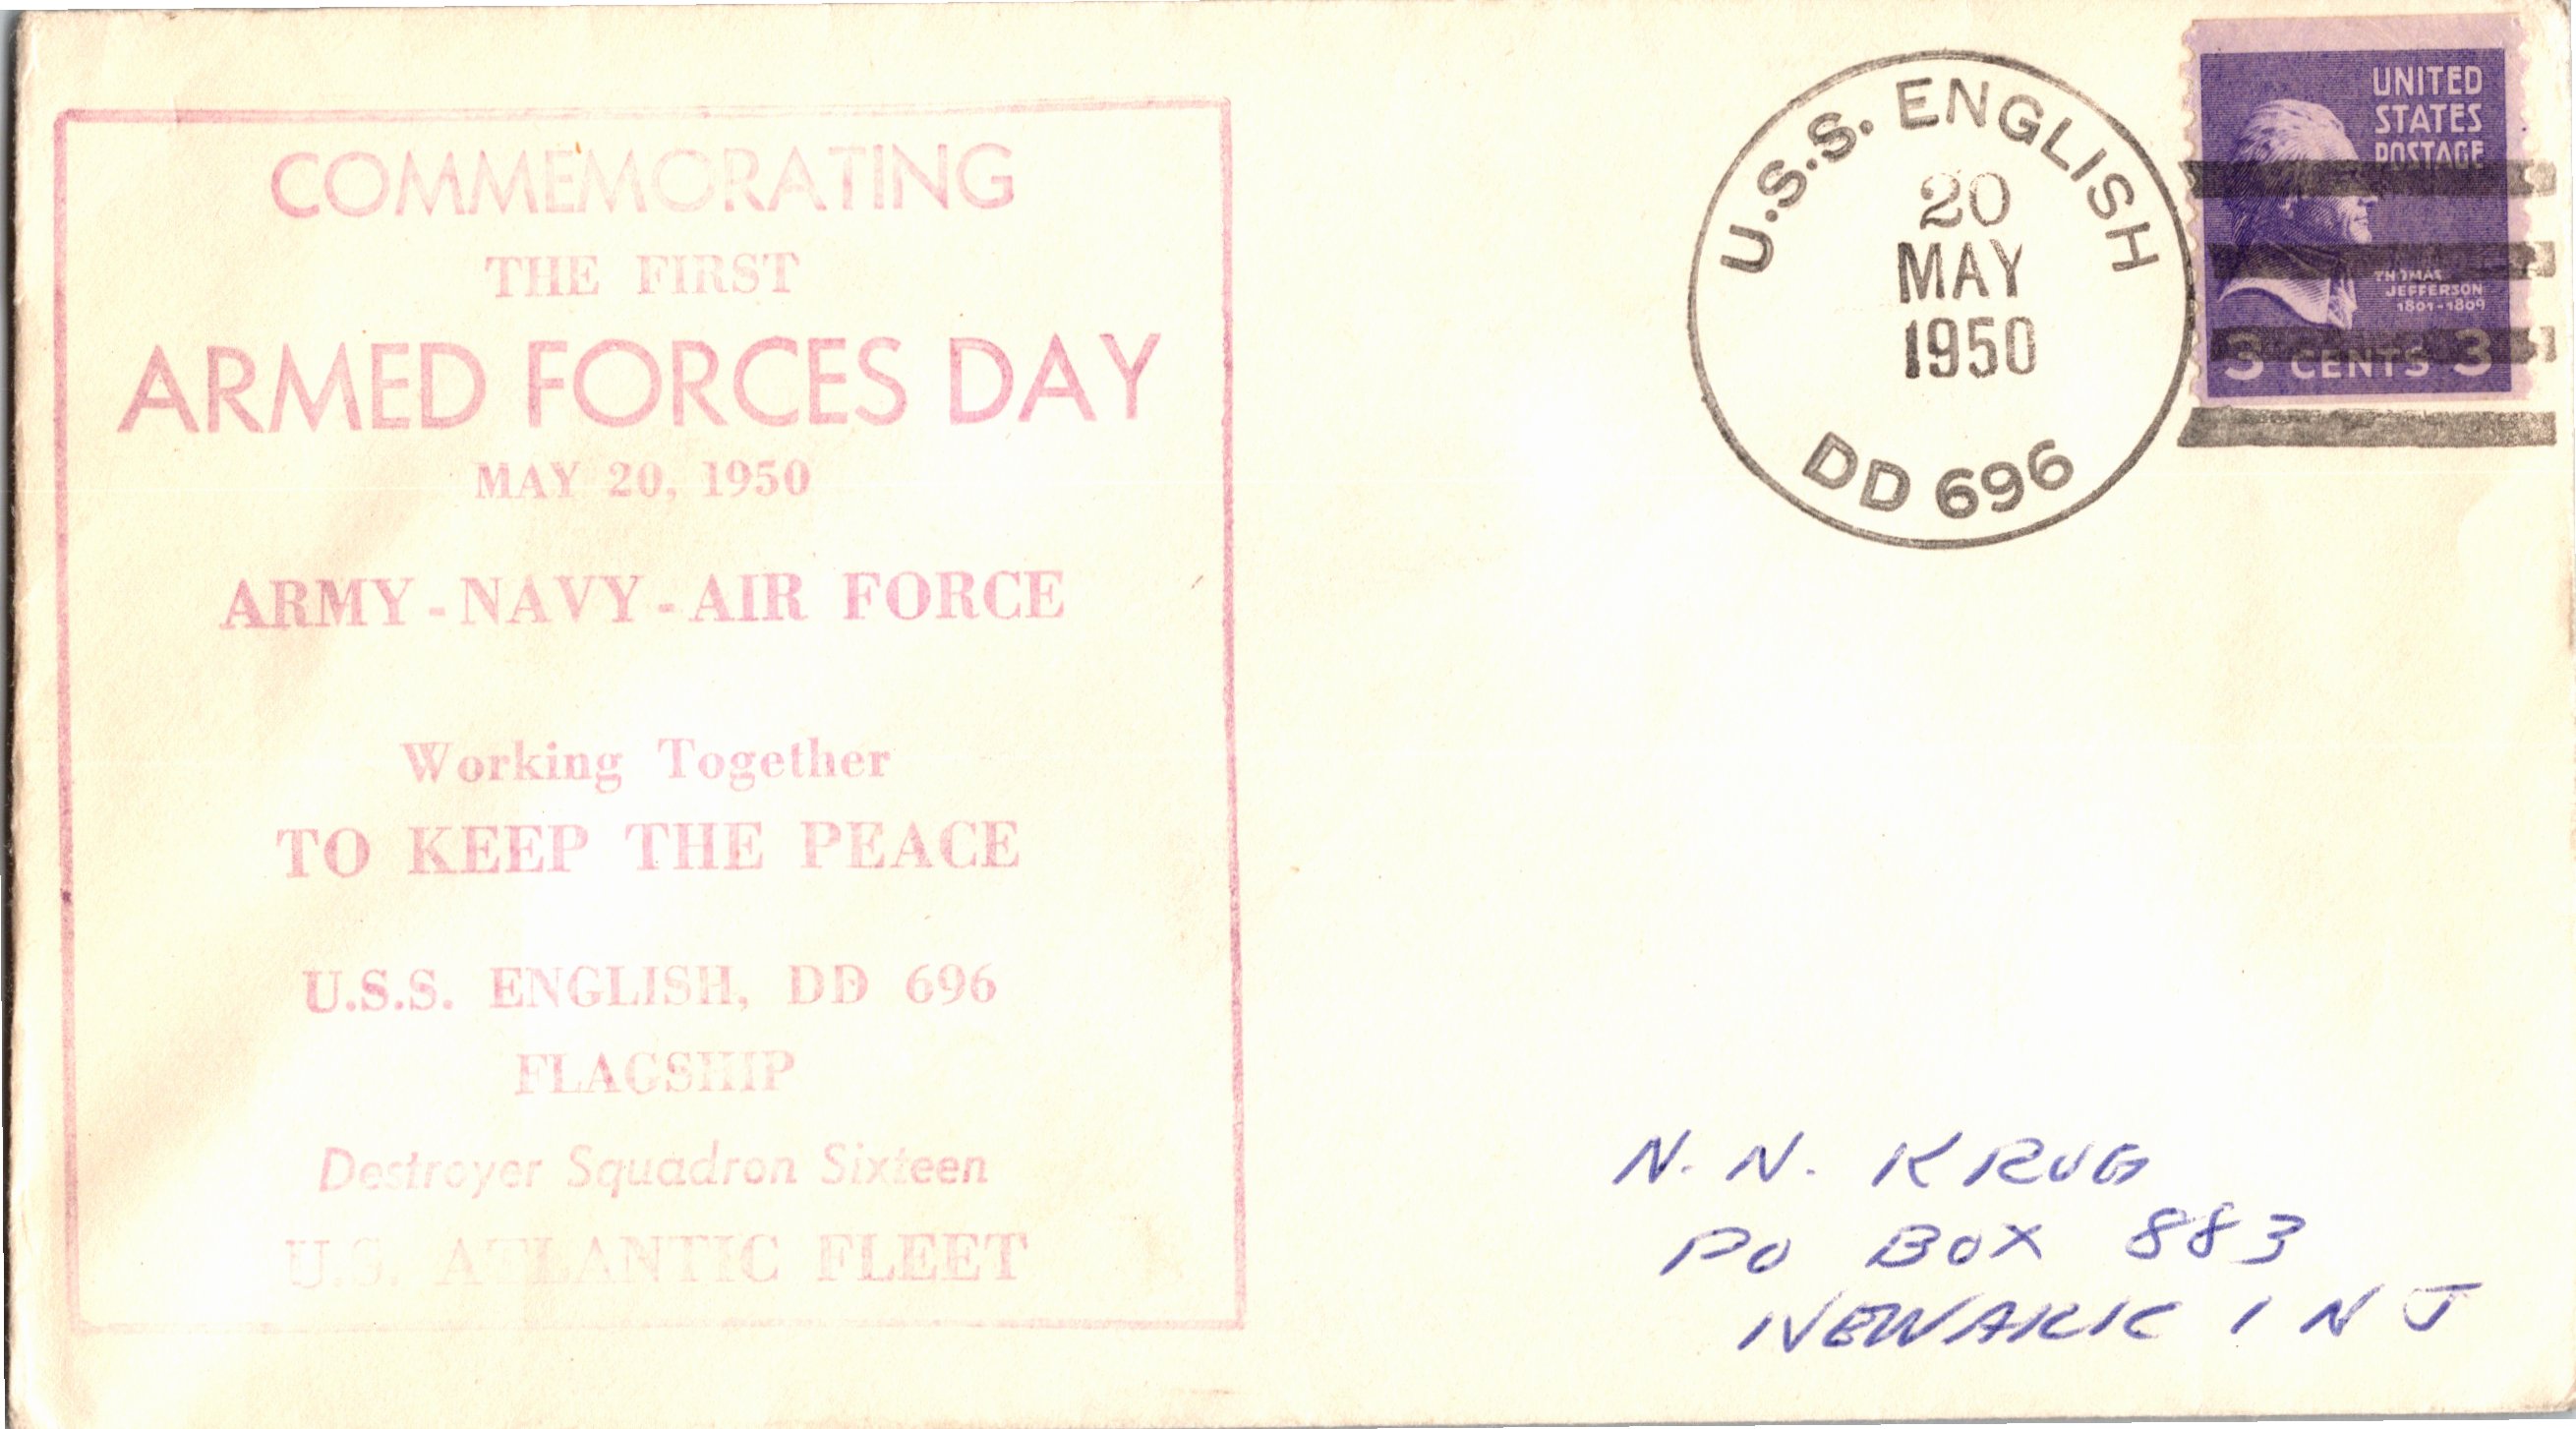 COMMEMORATING
THE FIRST
ARMED FORCES DAY
MAY 20, 1950
ARMY - NAVY - AIR FORCE
Working Together
TO KEEP THE PEACE
U.S.S. ENGLISH, DD 696
FLAGSHIP
Destroyer Squadron Sixteen
U.S. ATLANTIC FLEET
U.S.S. ENGLISH
20
MAY
1950
DD 696
UNITED
STATES
POSTAGE
THOMAS
JEFFERSON
1801-1809
3 CENTS 3
N. N. KRUG
PO BOX 883
NEWARK 1 N J